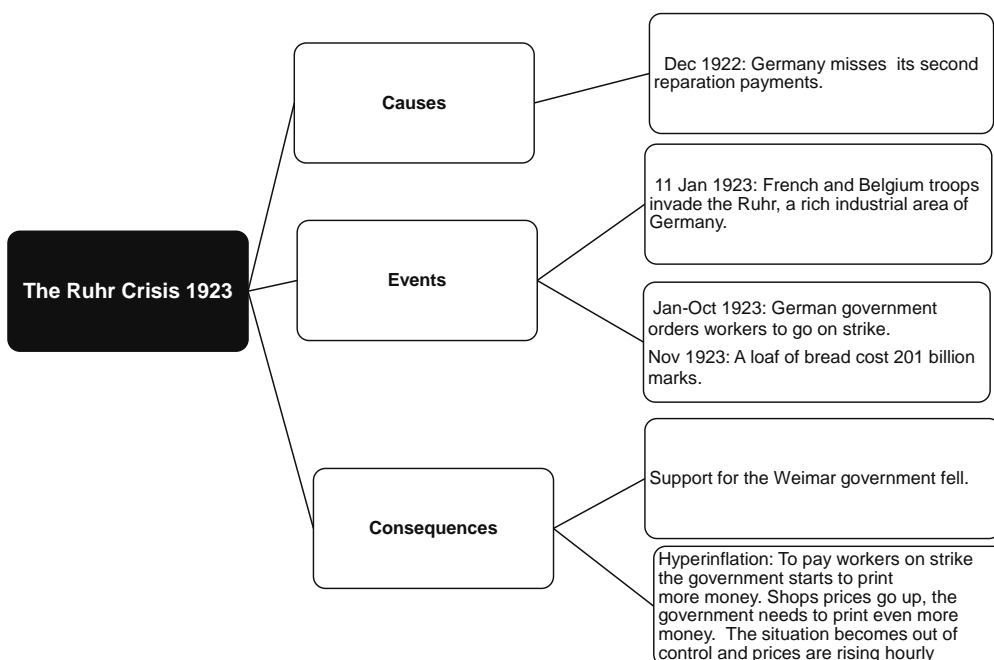 The Ruhr Crisis 1923
Causes
Dec 1922: Germany misses its second
reparation payments.
Events
11 Jan 1923: French and Belgium troops
invade the Ruhr, a rich industrial area of
Germany.
Jan-Oct 1923: German government
orders workers to go on strike.
Nov 1923: A loaf of bread cost 201 billion
marks.
Consequences
Support for the Weimar government fell.
Hyperinflation: To pay workers on strike
the government starts to print
more money. Shops prices go up, the
government needs to print even more
money. The situation becomes out of
control and prices are rising hourly